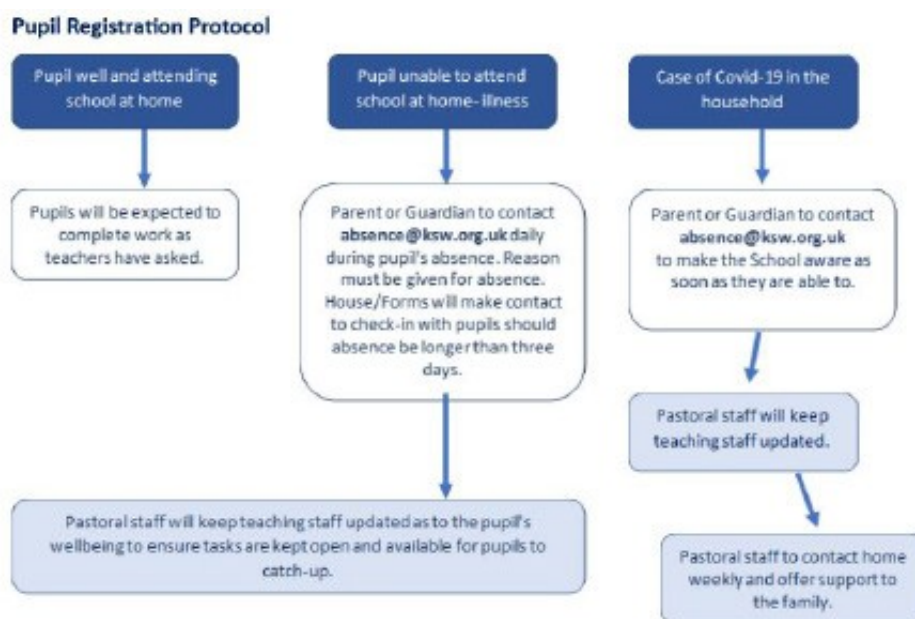 Pupil Registration Protocol
Pupil well and attending
school at home
Pupils will be expected to
complete work as
teachers have asked.
Pupil unable to attend
school at home- illness
Parent or Guardian to contact
absence@ksw.org.uk daily
during pupil's absence. Reason
must be given for absence.
House/Forms will make contact
to check-in with pupils should
absence be longer than three
days.
Pastoral staff will keep teaching staff updated as to the pupil's
wellbeing to ensure tasks are kept open and available for pupils to
catch-up.
Case of Covid-19 in the
household
Parent or Guardian to contact
absence@ksw.org.uk
to make the School aware as
soon as they are able to.
Pastoral staff will keep
teaching staff updated.
Pastoral staff to contact home
weekly and offer support to
the family.